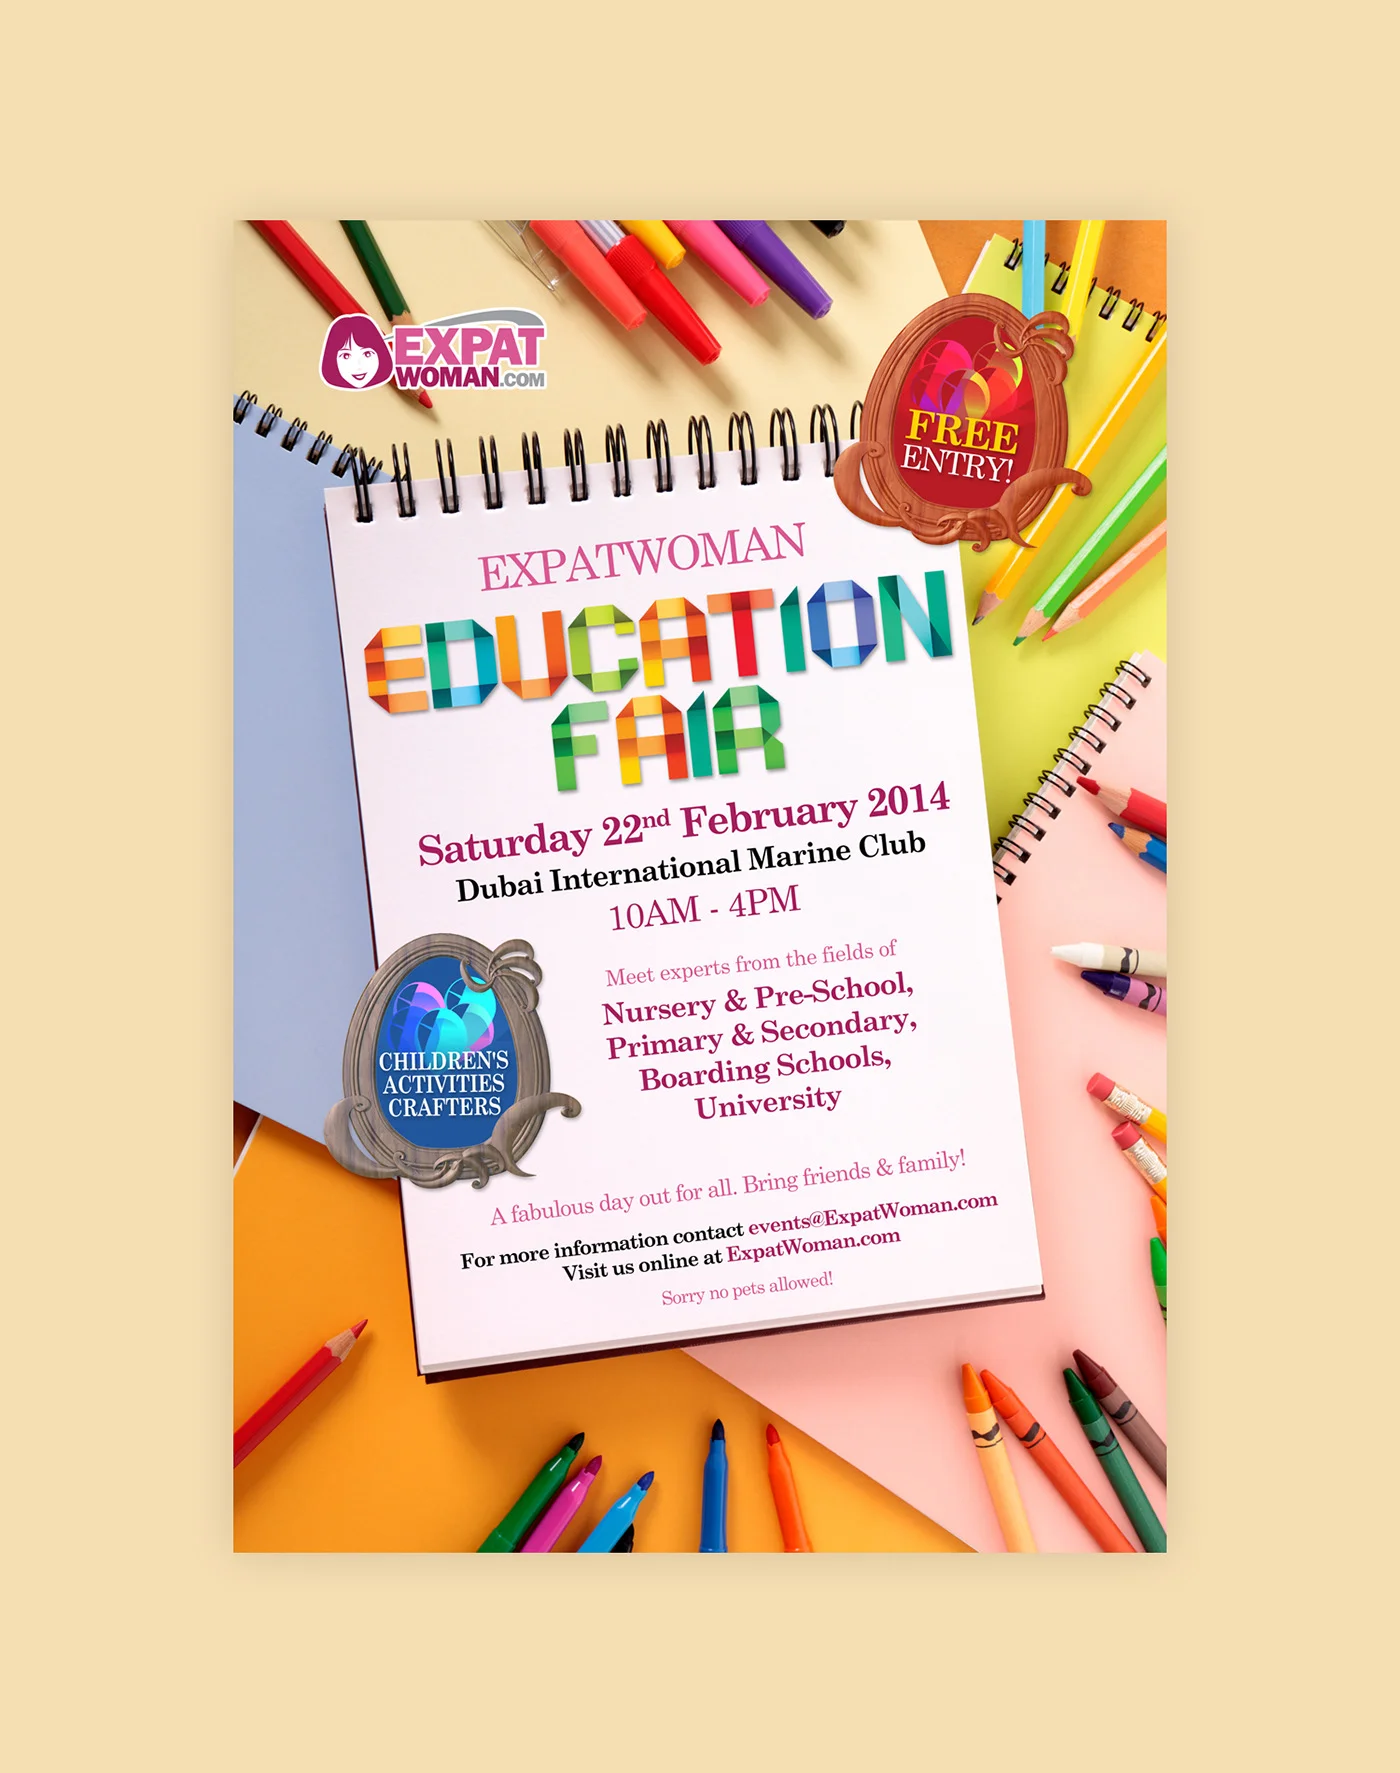 EXPAT
WOMAN.COM
FREE
ENTRY!
EXPATWOMAN
EDUCATION
FAIR
Saturday 22nd February 2014
Dubai International Marine Club
10AM - 4PM
Meet experts from the fields of
Nursery & Pre-School,
Primary & Secondary,
Boarding Schools,
University
CHILDREN'S
ACTIVITIES
CRAFTERS
A fabulous day out for all. Bring friends & family!
For more information contact events@ExpatWoman.com
Visit us online at ExpatWoman.com
Sorry no pets allowed!